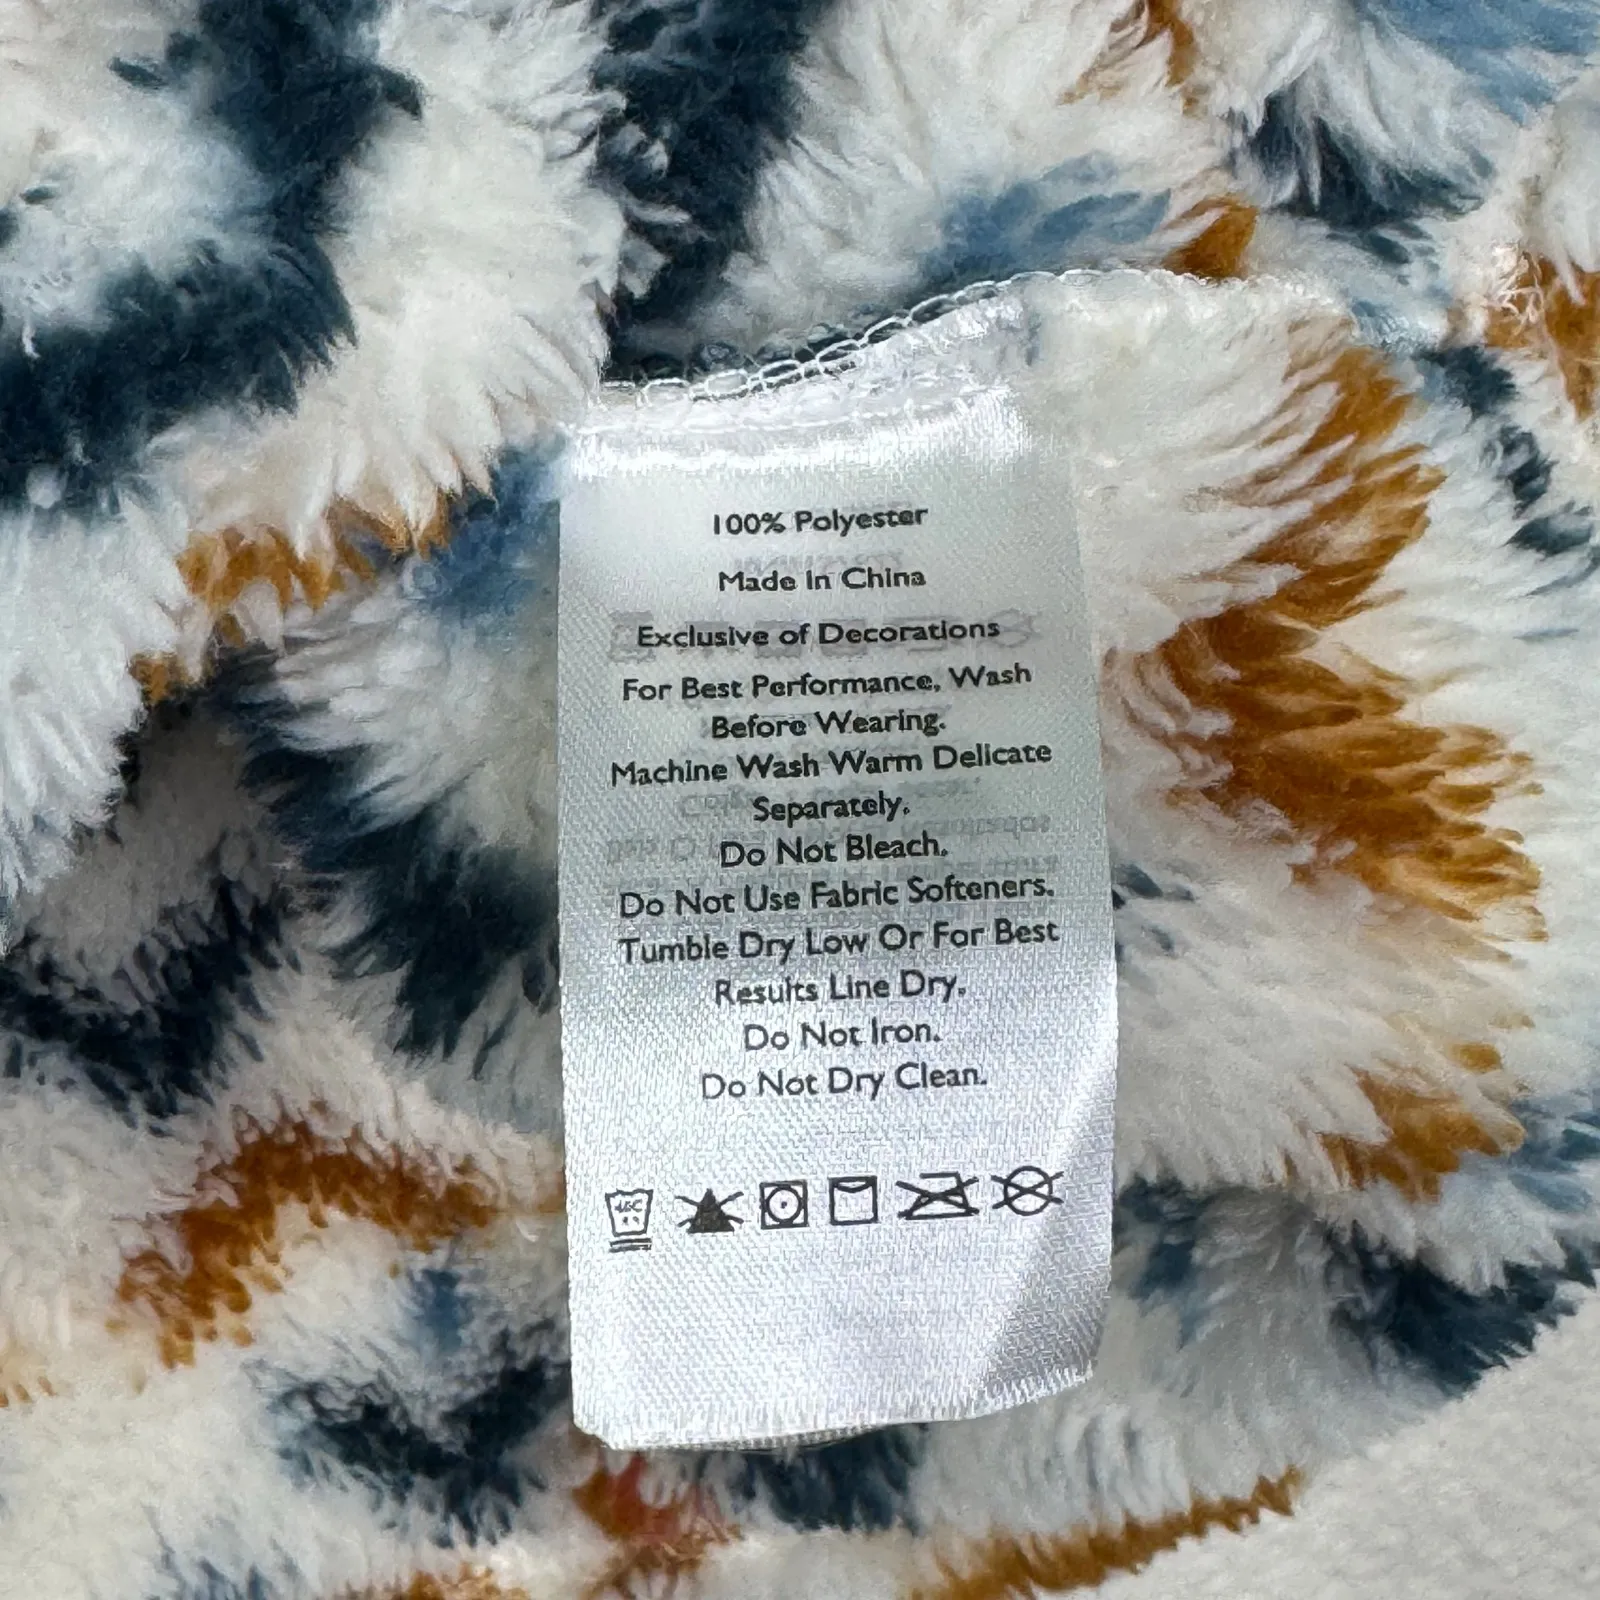 100% Polyester
Made In China
Exclusive of Decorations
For Best Performance, Wash
Before Wearing.
Machine Wash Warm Delicate
Separately.
Do Not Bleach.
Do Not Use Fabric Softeners.
Tumble Dry Low Or For Best
Results Line Dry.
Do Not Iron.
Do Not Dry Clean.